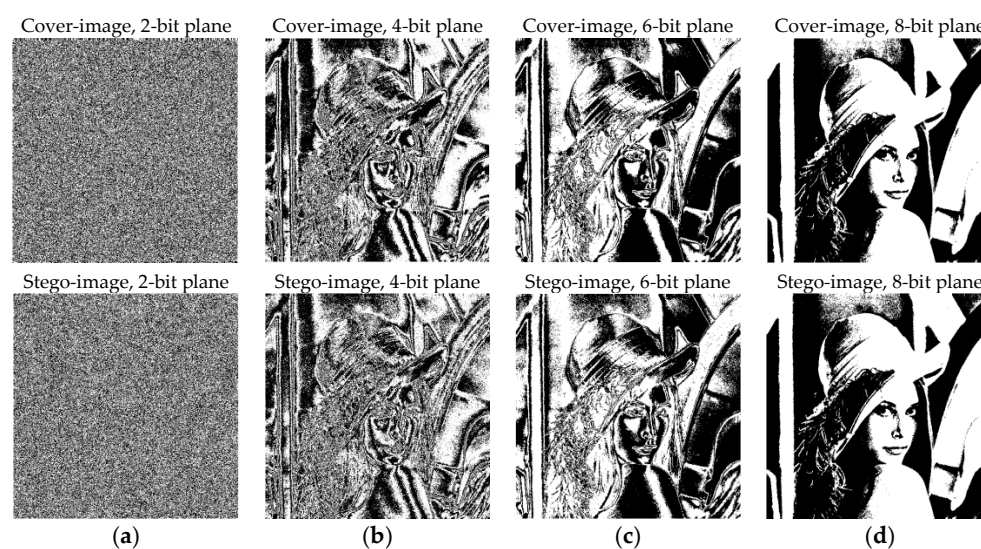 Cover-image, 2-bit plane Cover-image, 4-bit plane Cover-image, 6-bit plane Cover-image, 8-bit plane
Stego-image, 2-bit plane Stego-image, 4-bit plane Stego-image, 6-bit plane Stego-image, 8-bit plane
(a) (b) (c) (d)